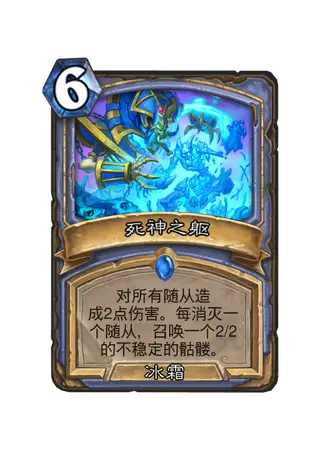 6
死神之躯
对所有随从造
成2点伤害。每消灭一
个随从，召唤一个2/2
的不稳定的骷髅。
冰霜